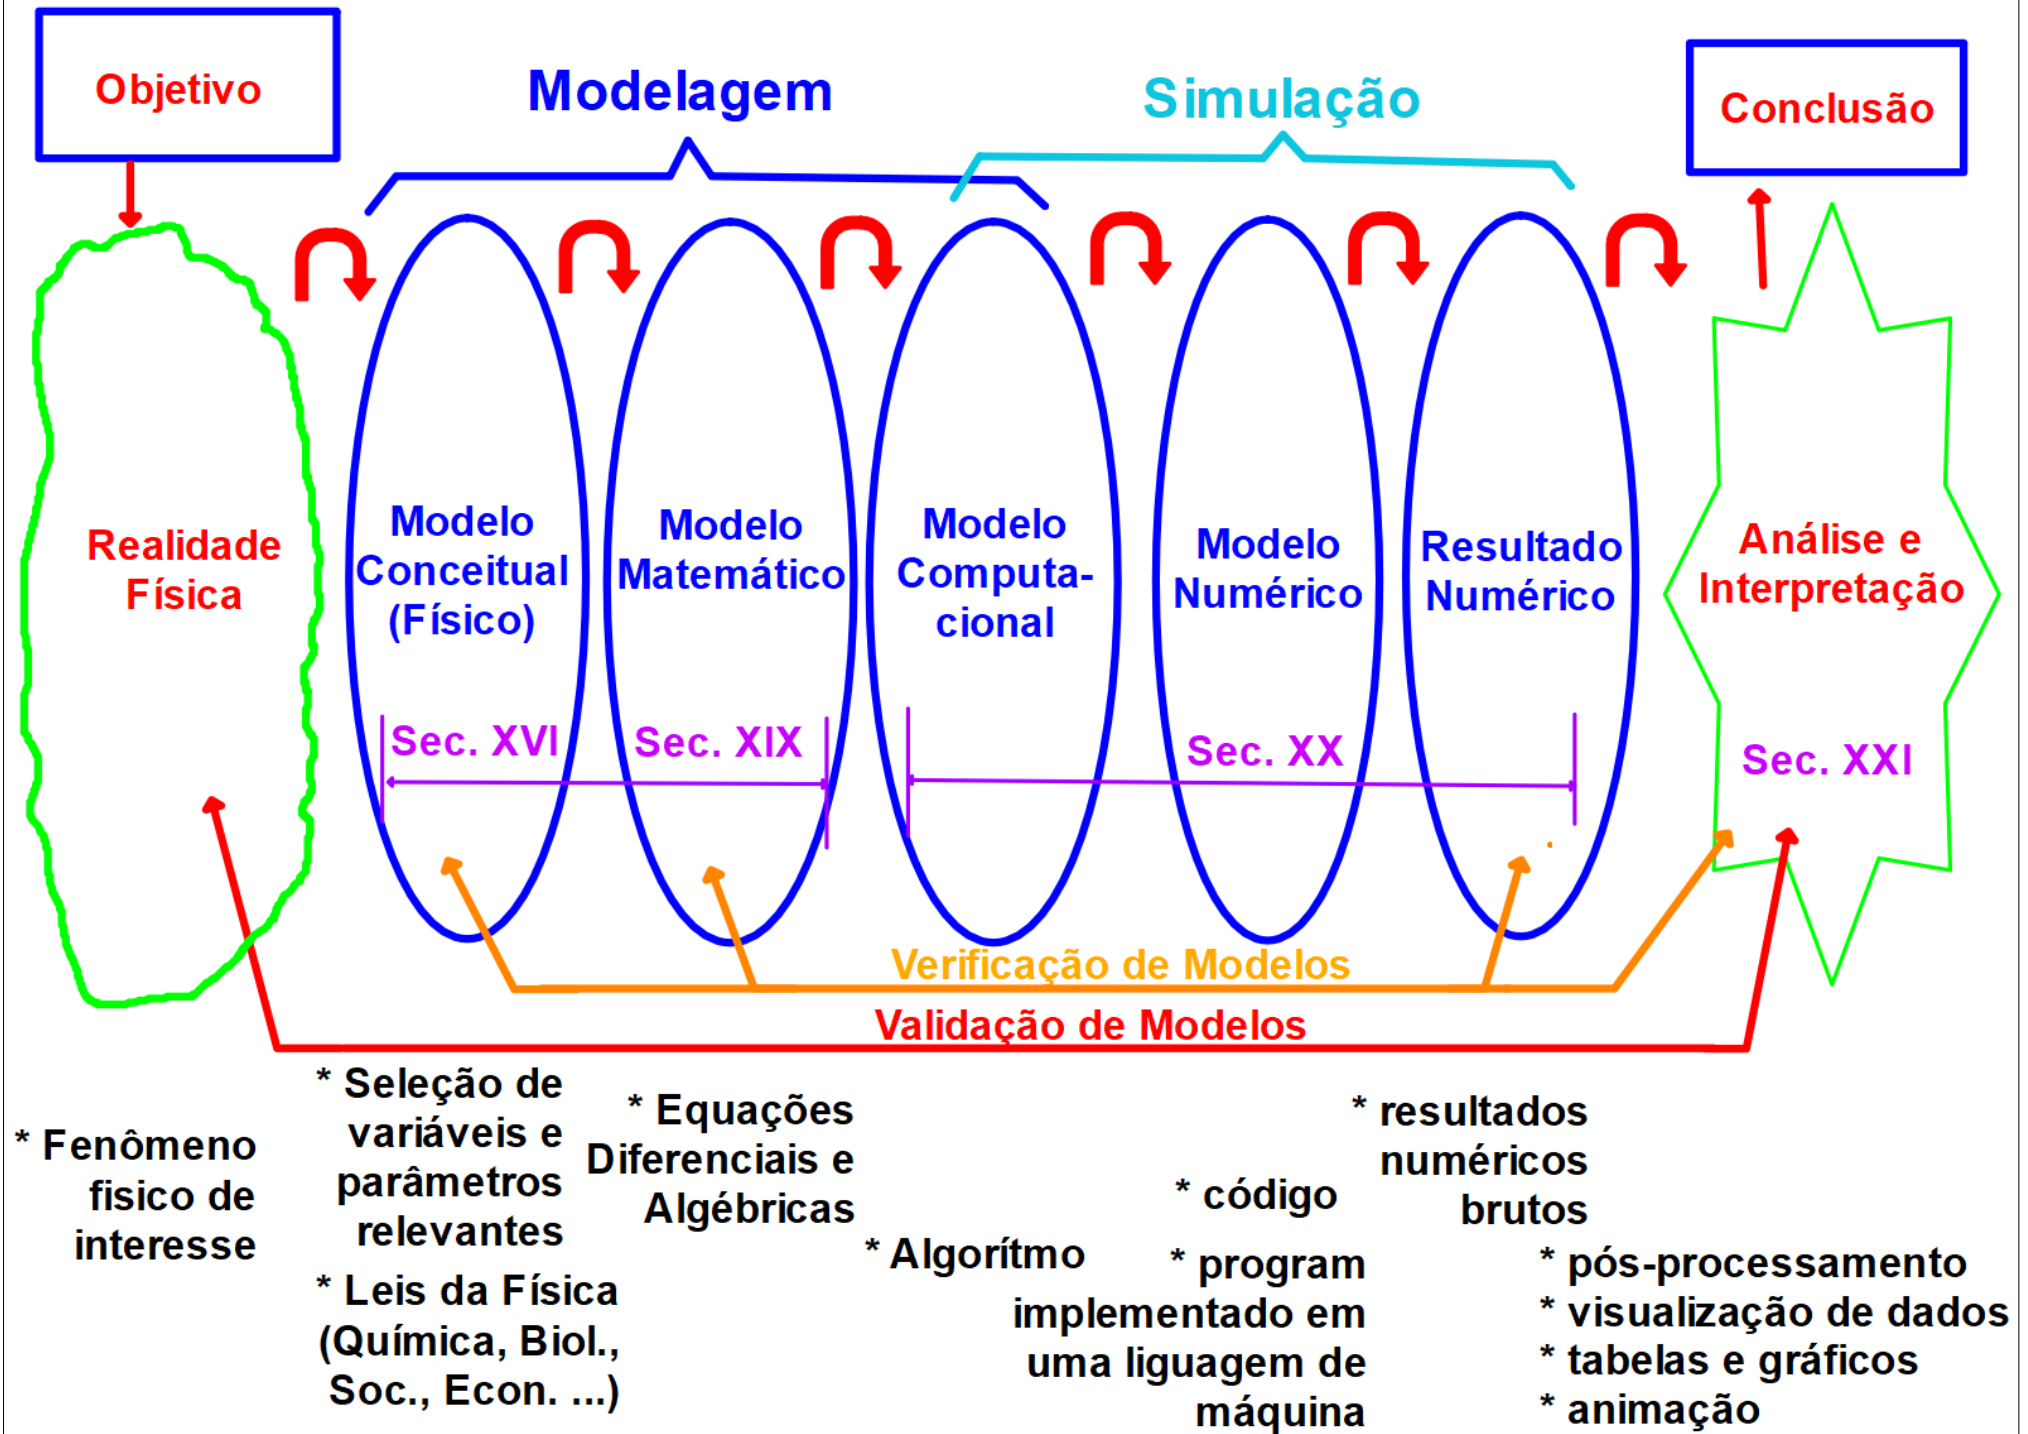 Objetivo
Modelagem
Simulação
Conclusão
Realidade
Física
Modelo
Conceitual
(Físico)
Modelo
Matemático
Modelo
Computa-
cional
Modelo
Numérico
Resultado
Numérico
Análise e
Interpretação
Sec. XVI
Sec. XIX
Sec. XX
Sec. XXI
Verificação de Modelos
Validação de Modelos
* Fenômeno
fisico de
interesse
* Seleção de
variáveis e
parâmetros
relevantes
* Leis da Física
(Química, Biol.,
Soc., Econ. ...)
* Equações
Diferenciais e
Algébricas
* Algorítmo
* código
* program
implementado em
uma liguagem de
máquina
* resultados
numéricos
brutos
* pós-processamento
* visualização de dados
* tabelas e gráficos
* animação